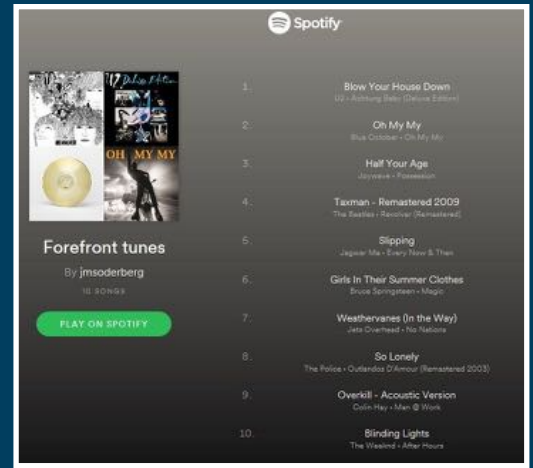 Spotify
U2 Deluxe Edition
OH MY MY
Forefront tunes
By jmsoderberg
10 SONGS
PLAY ON SPOTIFY
1. Blow Your House Down
U2 • Achtung Baby (Deluxe Edition)
2. Oh My My
Blue October • Oh My My
3. Half Your Age
Joywave • Possession
4. Taxman - Remastered 2009
The Beatles • Revolver (Remastered)
5. Slipping
Jagwar Ma • Every Now & Then
6. Girls In Their Summer Clothes
Bruce Springsteen • Magic
7. Weathervanes (In the Way)
Jets Overhead • No Nations
8. So Lonely
The Police • Outlandos D'Amour (Remastered 2003)
9. Overkill - Acoustic Version
Colin Hay • Man @ Work
10. Blinding Lights
The Weeknd • After Hours